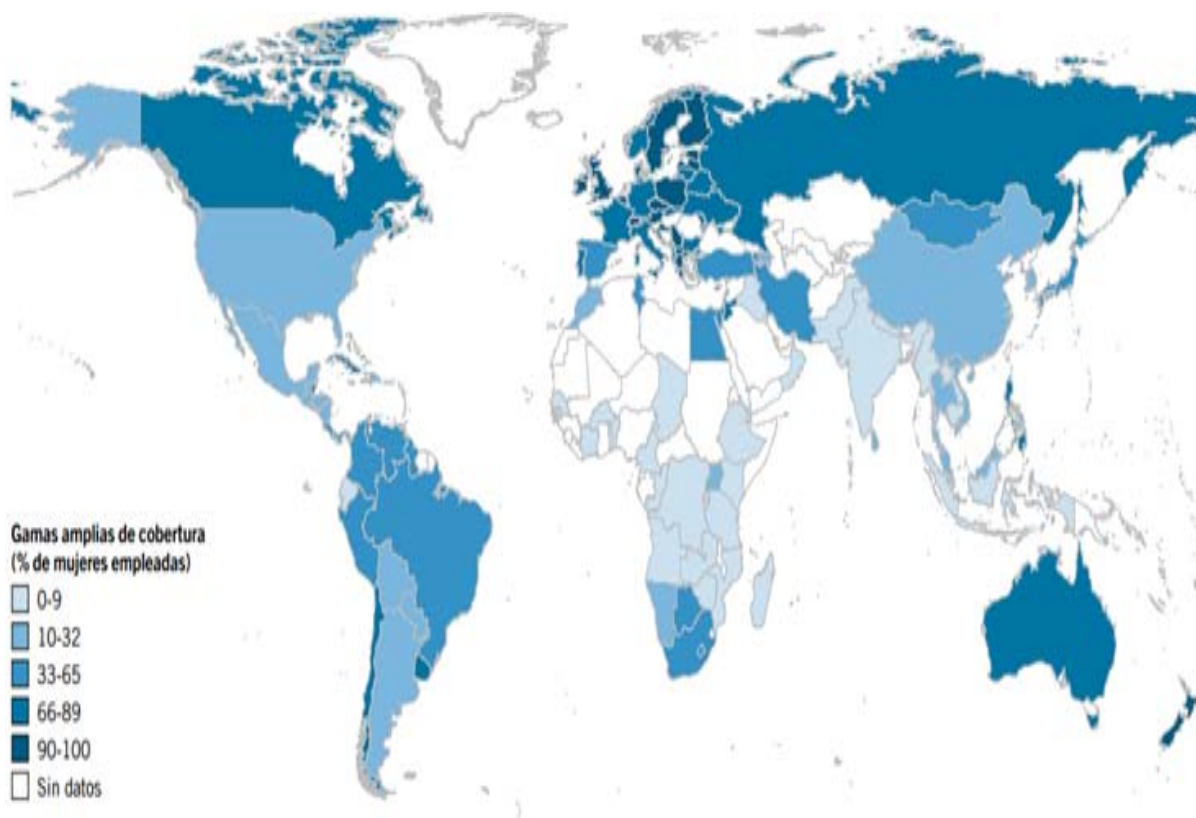 Gamas amplias de cobertura
(% de mujeres empleadas)
0-9
10-32
33-65
66-89
90-100
Sin datos